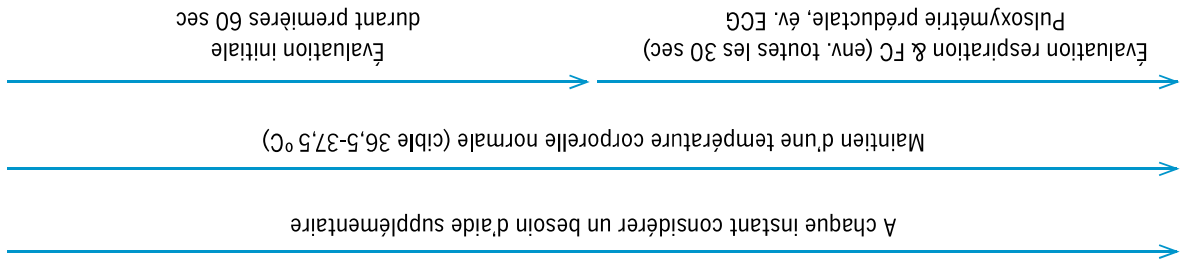 A chaque instant considérer un besoin d'aide supplémentaire
Maintien d'une température corporelle normale (cible 36,5-37,5 °C)
Évaluation respiration & FC (env. toutes les 30 sec)
Pulsoxymétrie préductale, év. ECG
Évaluation initiale
durant premières 60 sec